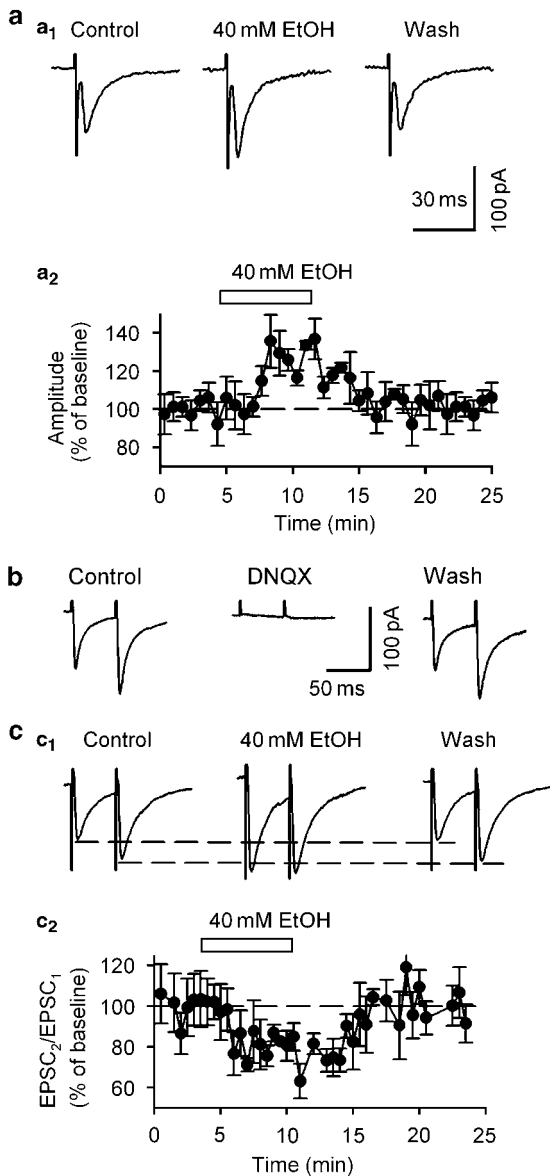 a
a1 Control 40 mM EtOH Wash
30 ms
100 pA
a2
40 mM EtOH
Amplitude
(% of baseline)
140
120
100
80
0 5 10 15 20 25
Time (min)
b
Control DNQX Wash
50 ms
100 pA
c
c1 Control 40 mM EtOH Wash
c2
40 mM EtOH
EPSC2/EPSC1
(% of baseline)
120
100
80
60
0 5 10 15 20 25
Time (min)